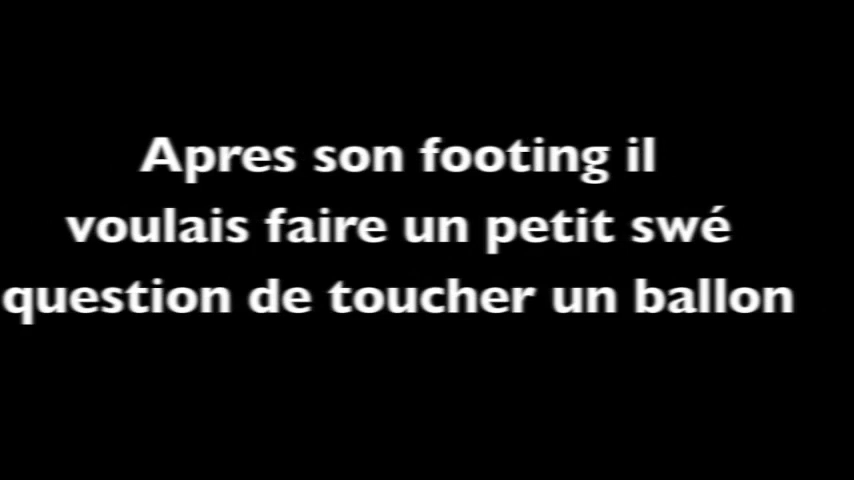 Apres son footing il
voulais faire un petit swé
question de toucher un ballon